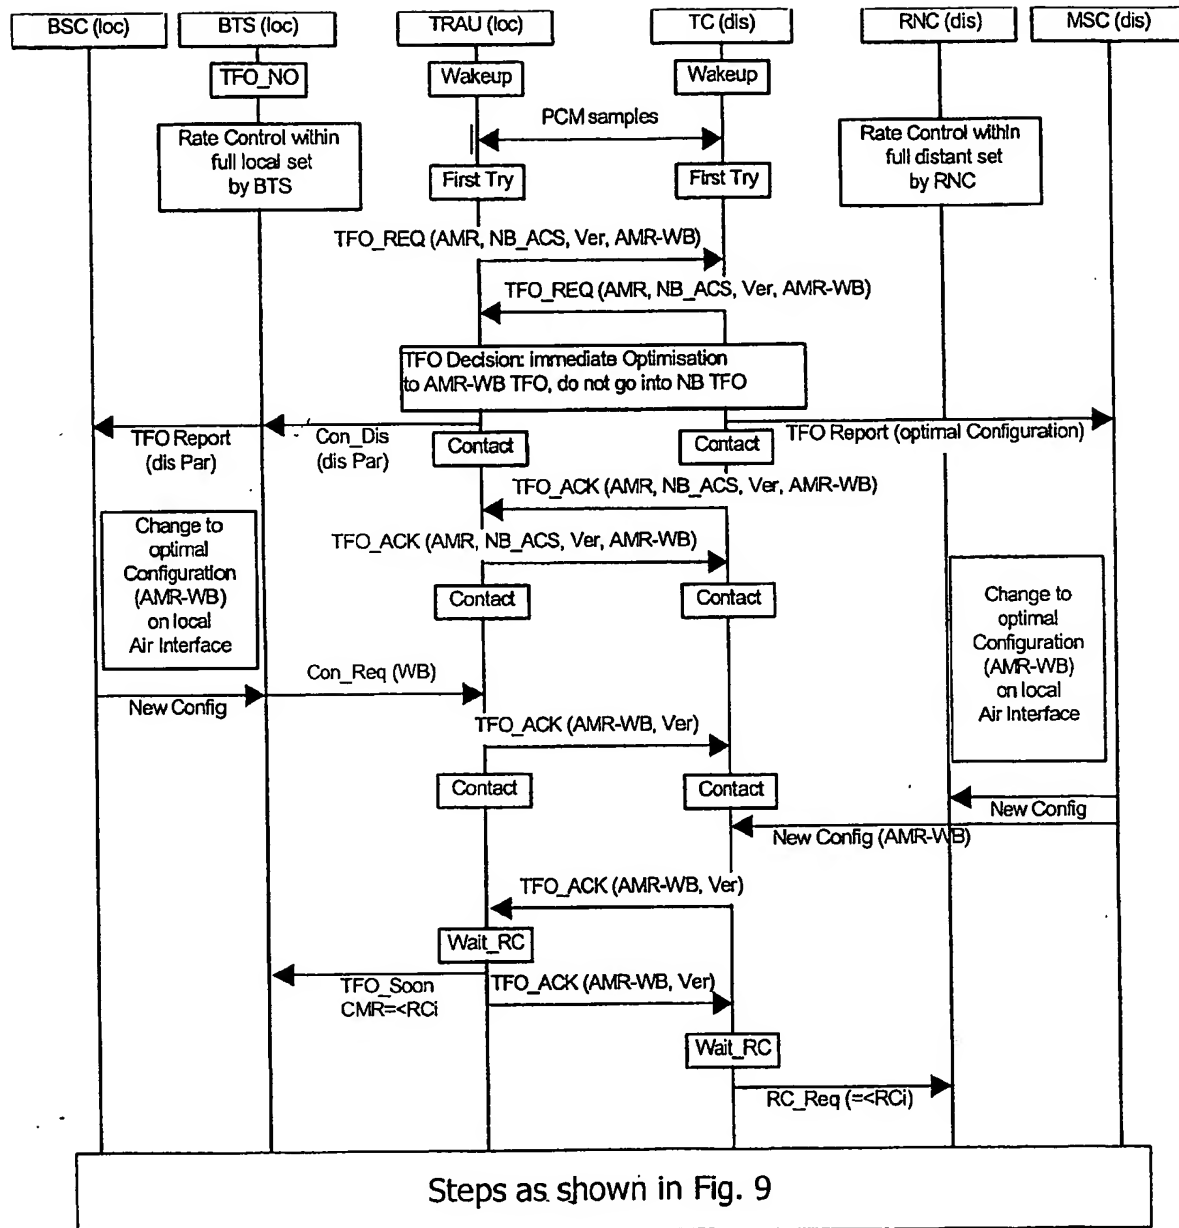 BSC (loc)
BTS (loc)
TRAU (loc)
TC (dis)
RNC (dis)
MSC (dis)
TFO_NO
Wakeup
Wakeup
PCM samples
Rate Control within
full local set
by BTS
Rate Control within
full distant set
by RNC
First Try
First Try
TFO_REQ (AMR, NB_ACS, Ver, AMR-WB)
TFO_REQ (AMR, NB_ACS, Ver, AMR-WB)
TFO Decision: immediate Optimisation
to AMR-WB TFO, do not go into NB TFO
TFO Report
(dis Par)
Con_Dis
(dis Par)
Contact
Contact
TFO Report (optimal Configuration)
TFO_ACK (AMR, NB_ACS, Ver, AMR-WB)
TFO_ACK (AMR, NB_ACS, Ver, AMR-WB)
Change to
optimal
Configuration
(AMR-WB)
on local
Air Interface
Contact
Contact
Change to
optimal
Configuration
(AMR-WB)
on local
Air Interface
New Config
Con_Req (WB)
TFO_ACK (AMR-WB, Ver)
Contact
Contact
New Config
New Config (AMR-WB)
TFO_ACK (AMR-WB, Ver)
Wait_RC
TFO_Soon
CMR=<RCi
TFO_ACK (AMR-WB, Ver)
Wait_RC
RC_Req (=<RCi)
Steps as shown in Fig. 9